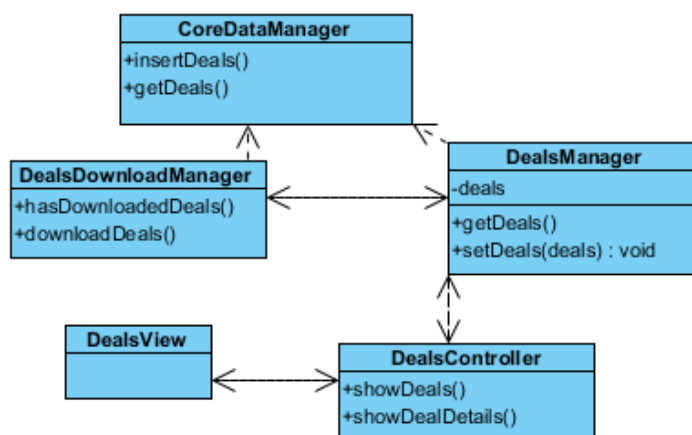 CoreDataManager
+insertDeals()
+getDeals()
DealsDownloadManager
+hasDownloadedDeals()
+downloadDeals()
DealsManager
-deals
+getDeals()
+setDeals(deals) : void
DealsView
DealsController
+showDeals()
+showDealDetails()